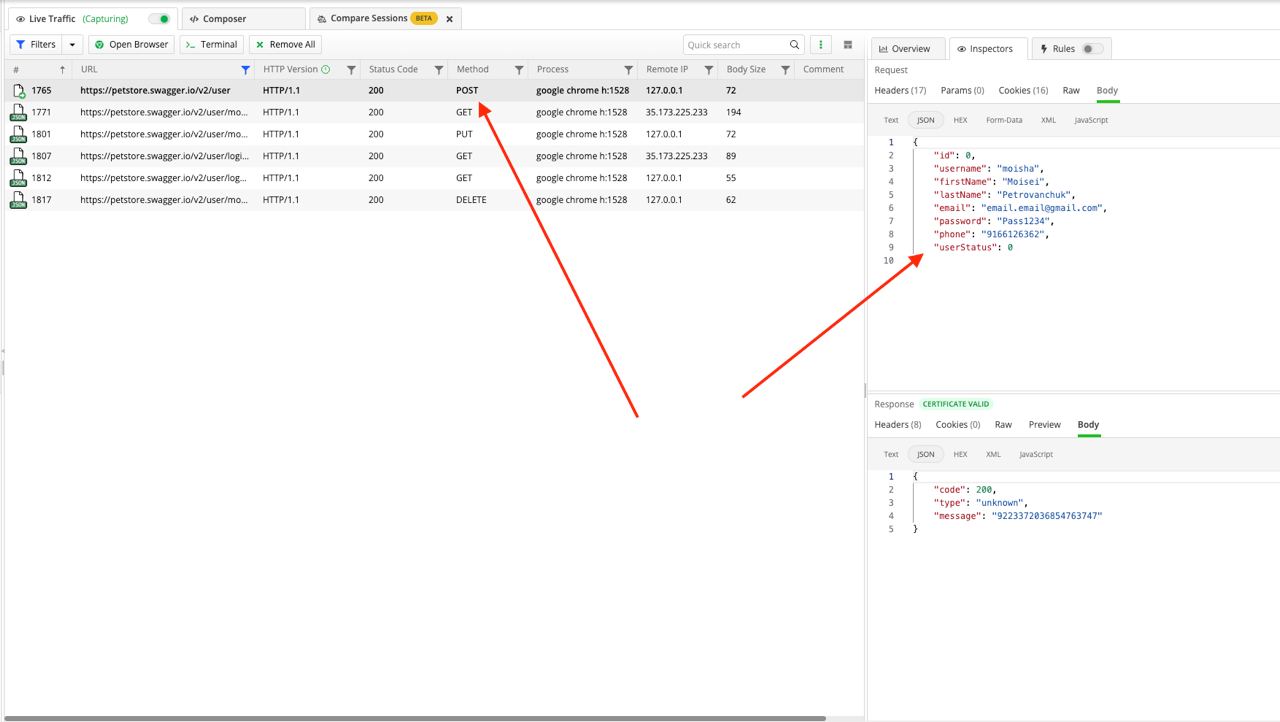 Live Traffic (Capturing)
Composer
Compare Sessions BETA
Filters Open Browser Terminal Remove All Quick search
# URL HTTP Version Status Code Method Process Remote IP Body Size Comment
1765 https://petstore.swagger.io/v2/user HTTP/1.1 200 POST google chrome h:1528 127.0.0.1 72
JSON 1771 https://petstore.swagger.io/v2/user/mo... HTTP/1.1 200 GET google chrome h:1528 35.173.225.233 194
JSON 1801 https://petstore.swagger.io/v2/user/mo... HTTP/1.1 200 PUT google chrome h:1528 127.0.0.1 72
JSON 1807 https://petstore.swagger.io/v2/user/logi... HTTP/1.1 200 GET google chrome h:1528 35.173.225.233 89
JSON 1812 https://petstore.swagger.io/v2/user/log... HTTP/1.1 200 GET google chrome h:1528 127.0.0.1 55
JSON 1817 https://petstore.swagger.io/v2/user/mo... HTTP/1.1 200 DELETE google chrome h:1528 127.0.0.1 62
Overview Inspectors Rules
Request
Headers (17) Params (0) Cookies (16) Raw Body
Text JSON HEX Form-Data XML JavaScript
1 {
2 "id": 0,
3 "username": "moisha",
4 "firstName": "Moisei",
5 "lastName": "Petrovanchuk",
6 "email": "email.email@gmail.com",
7 "password": "Pass1234",
8 "phone": "9166126362",
9 "userStatus": 0
10
Response CERTIFICATE VALID
Headers (8) Cookies (0) Raw Preview Body
Text JSON HEX XML JavaScript
1 {
2 "code": 200,
3 "type": "unknown",
4 "message": "9223372036854763747"
5 }